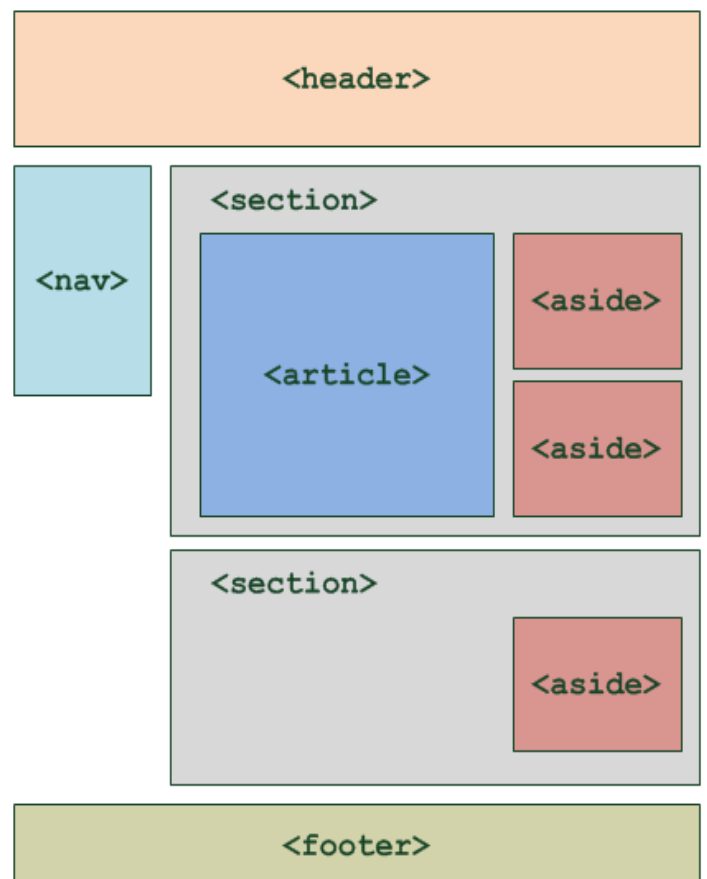 <header>
<section>
<nav>
<article>
<aside>
<aside>
<section>
<aside>
<footer>